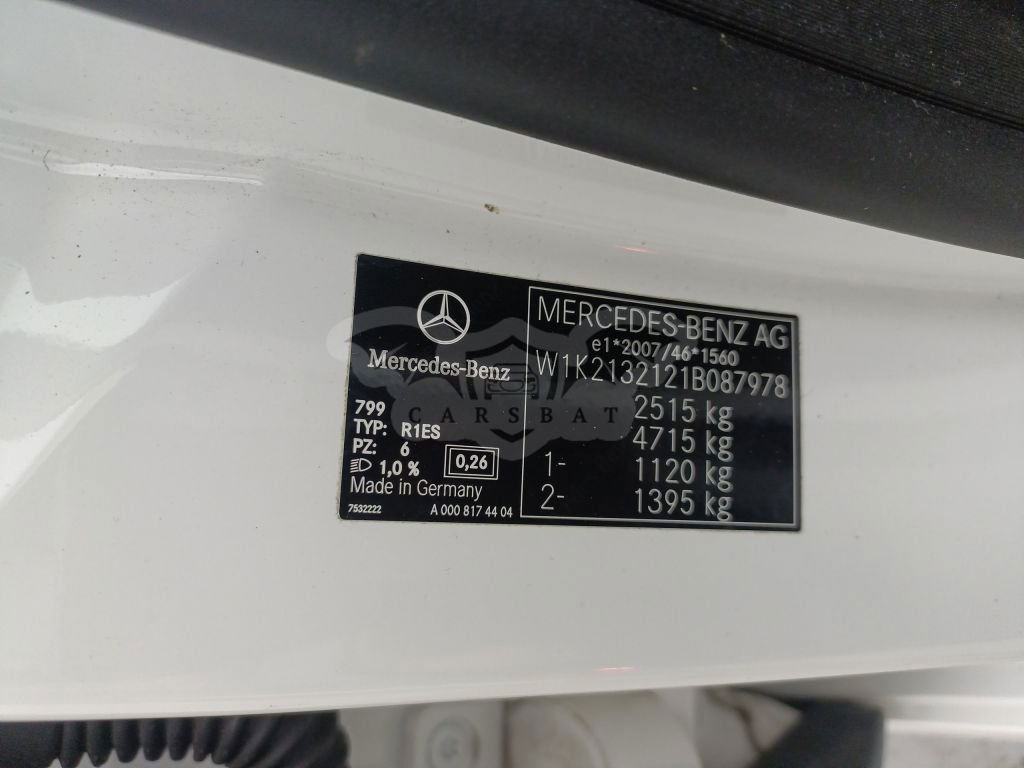 Mercedes-Benz
799
TYP: R1ES
PZ: 6
1,0 %
0,26
Made in Germany
7532222
A 000 817 44 04
MERCEDES-BENZ AG
e1*2007/46*1560
W1K2132121B087978
2515 kg
4715 kg
1- 1120 kg
2- 1395 kg
CARSBAT